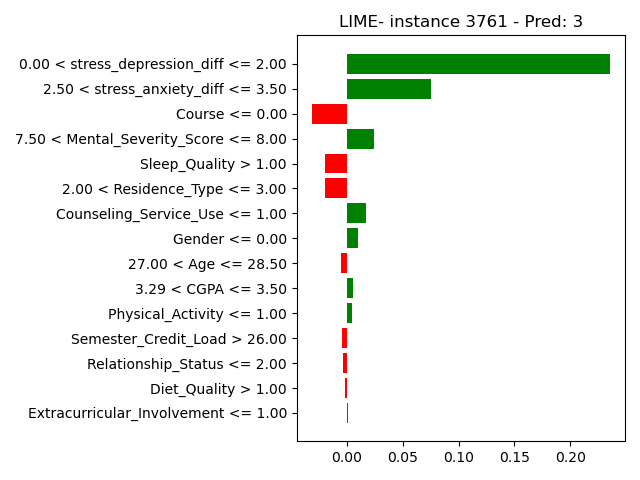 LIME- instance 3761 - Pred: 3
0.00 < stress_depression_diff <= 2.00
2.50 < stress_anxiety_diff <= 3.50
Course <= 0.00
7.50 < Mental_Severity_Score <= 8.00
Sleep_Quality > 1.00
2.00 < Residence_Type <= 3.00
Counseling_Service_Use <= 1.00
Gender <= 0.00
27.00 < Age <= 28.50
3.29 < CGPA <= 3.50
Physical_Activity <= 1.00
Semester_Credit_Load > 26.00
Relationship_Status <= 2.00
Diet_Quality > 1.00
Extracurricular_Involvement <= 1.00
0.00 0.05 0.10 0.15 0.20